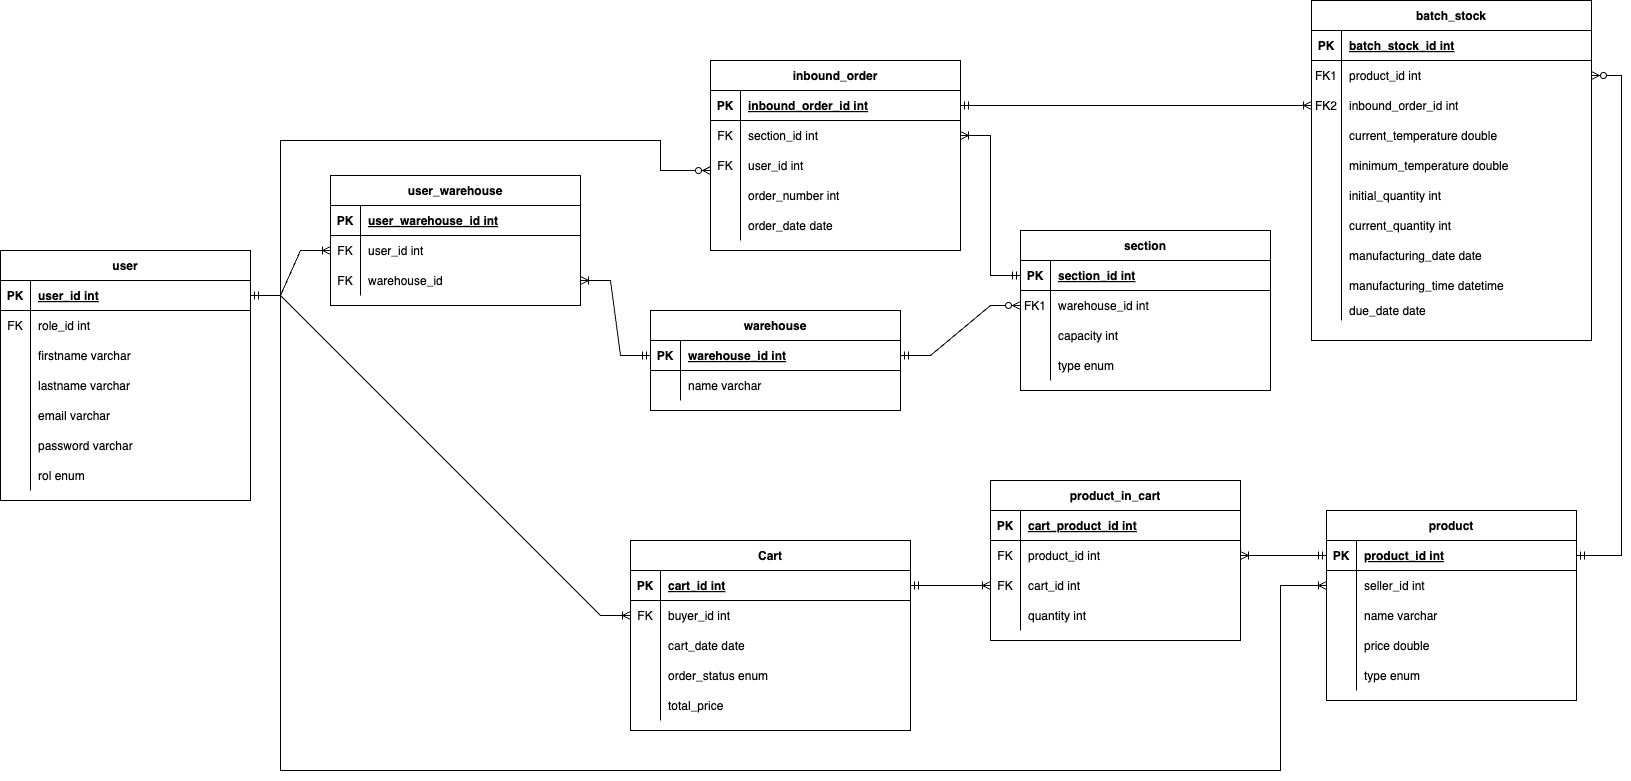 batch_stock
PK batch_stock_id int
FK1 product_id int
FK2 inbound_order_id int
current_temperature double
minimum_temperature double
initial_quantity int
current_quantity int
manufacturing_date date
manufacturing_time datetime
due_date date
inbound_order
PK inbound_order_id int
FK section_id int
FK user_id int
order_number int
order_date date
user_warehouse
PK user_warehouse_id int
FK user_id int
FK warehouse_id
section
PK section_id int
FK1 warehouse_id int
capacity int
type enum
user
PK user_id int
FK role_id int
firstname varchar
lastname varchar
email varchar
password varchar
rol enum
warehouse
PK warehouse_id int
name varchar
product_in_cart
PK cart_product_id int
FK product_id int
FK cart_id int
quantity int
product
PK product_id int
seller_id int
name varchar
price double
type enum
Cart
PK cart_id int
FK buyer_id int
cart_date date
order_status enum
total_price